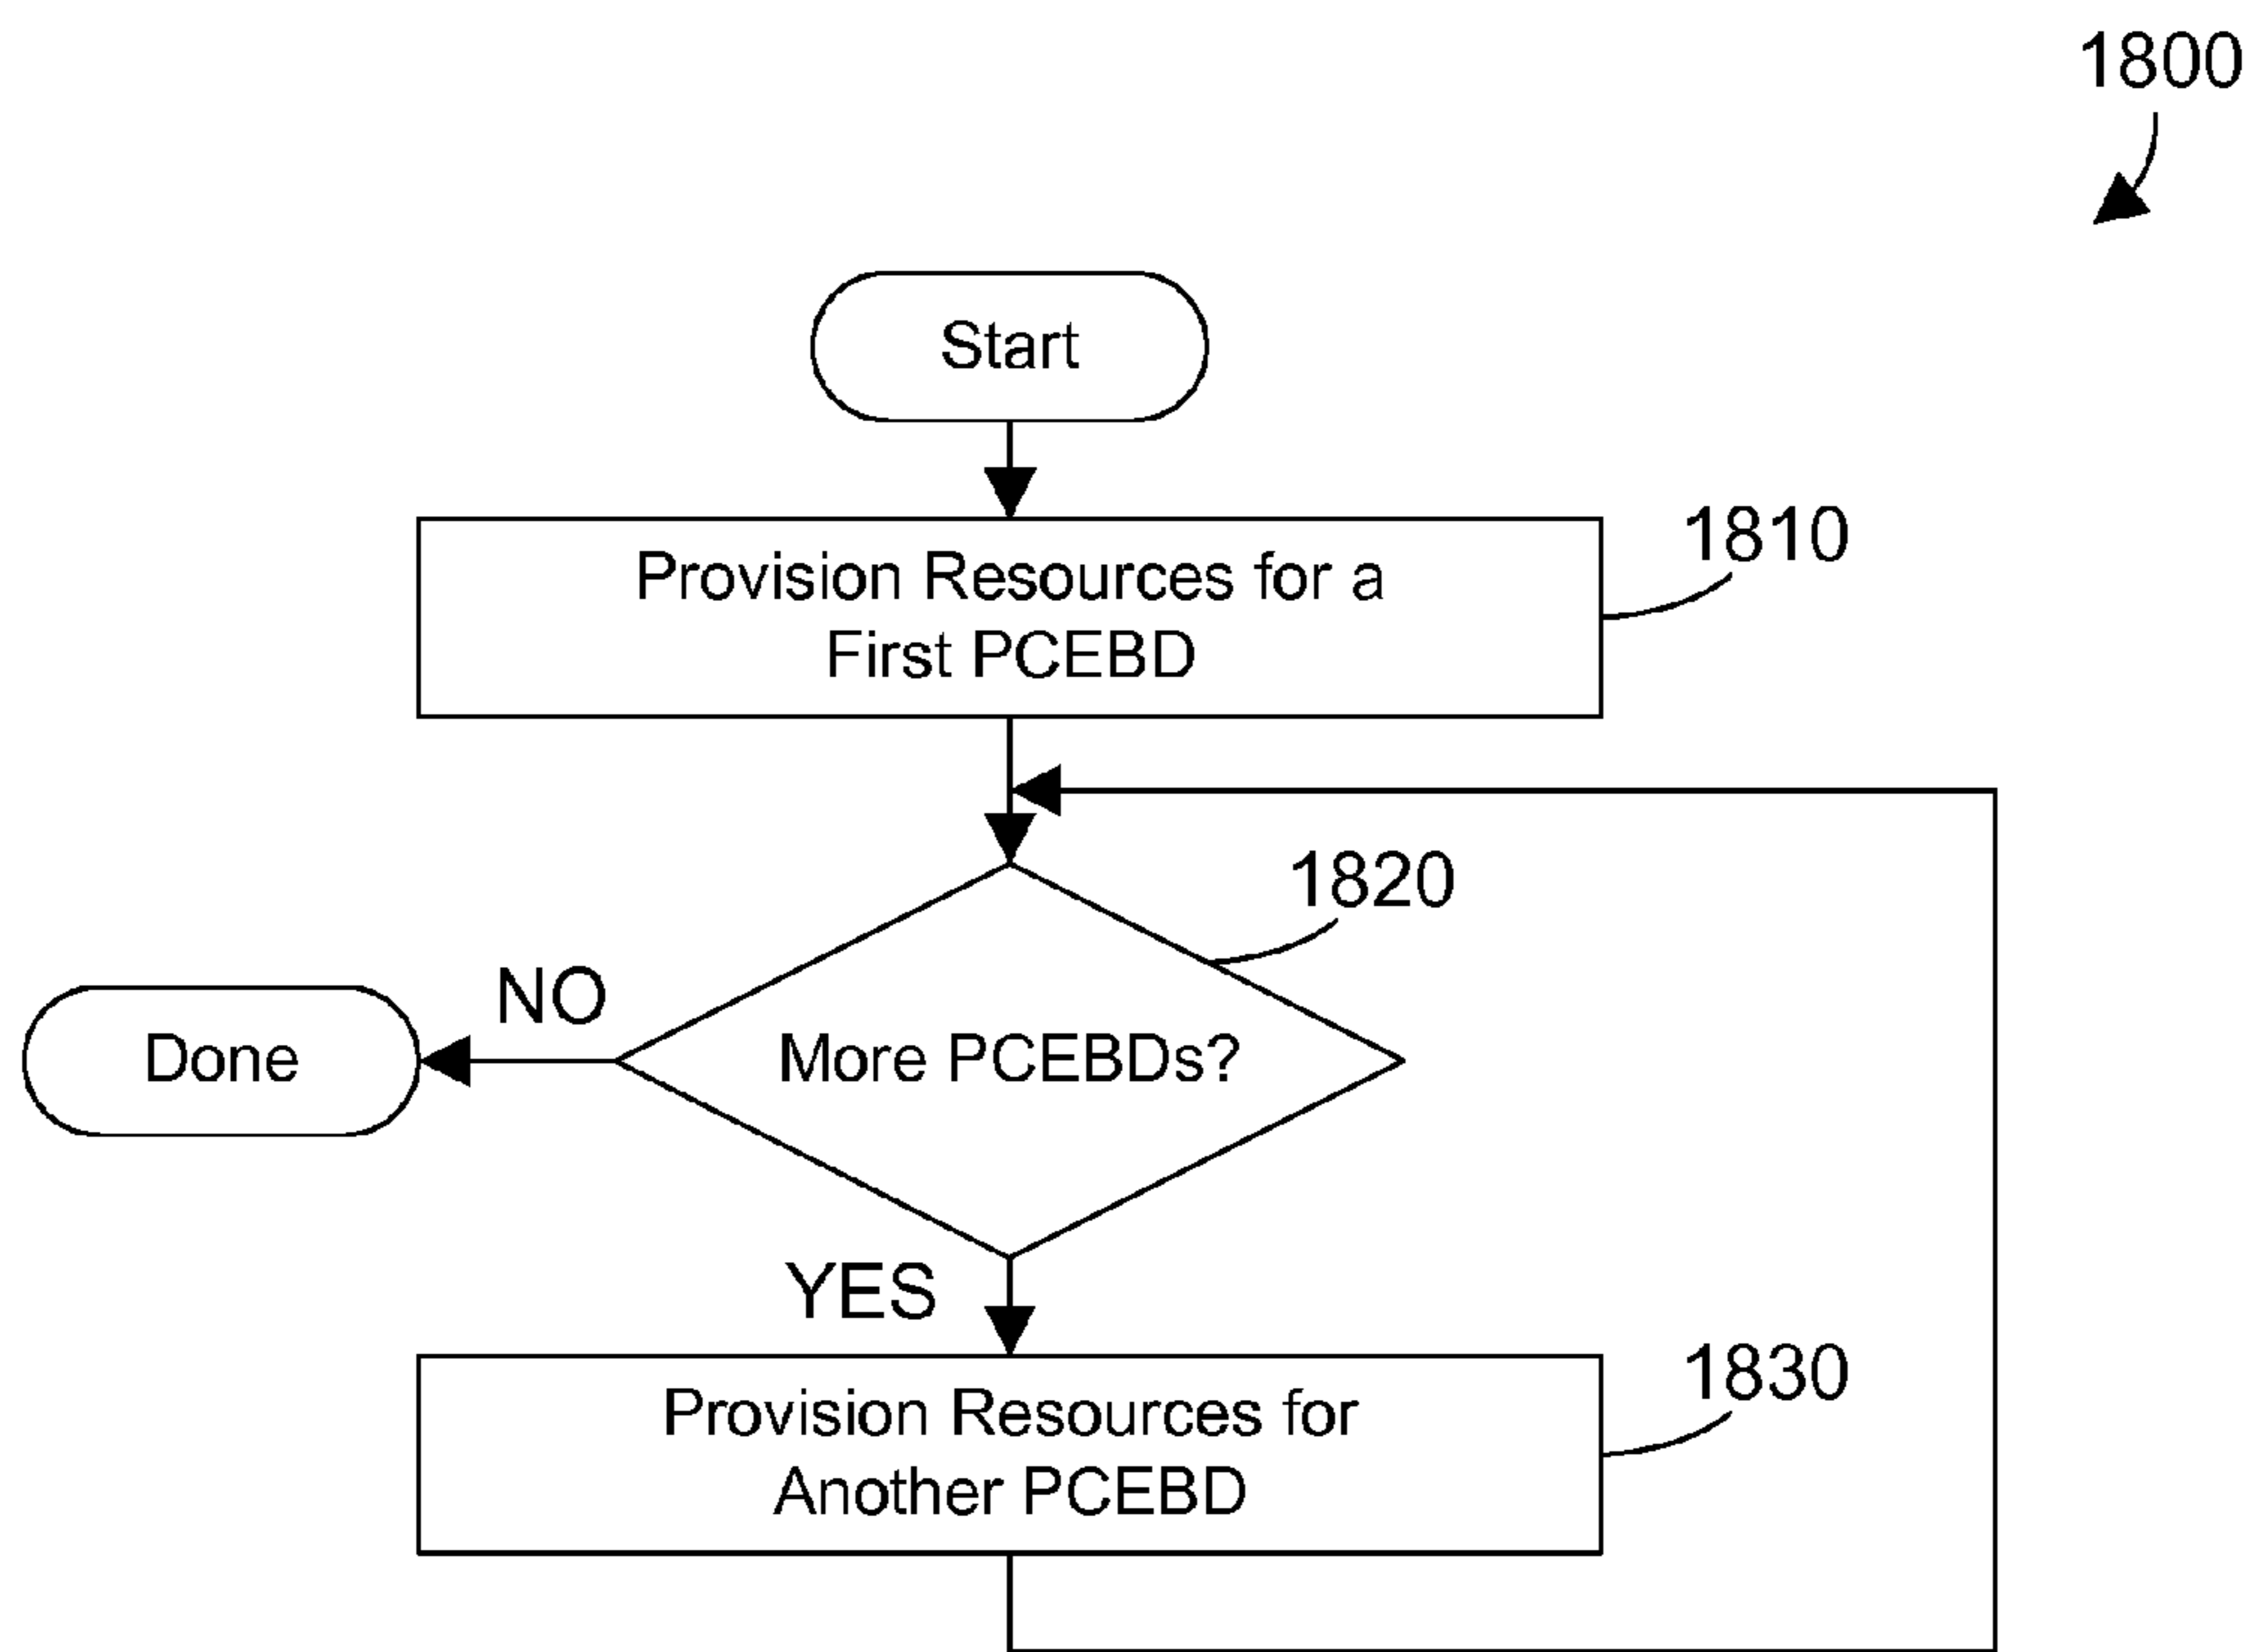 1800
Start
Provision Resources for a
First PCEBD
1810
1820
More PCEBDs?
NO
Done
YES
Provision Resources for
Another PCEBD
1830